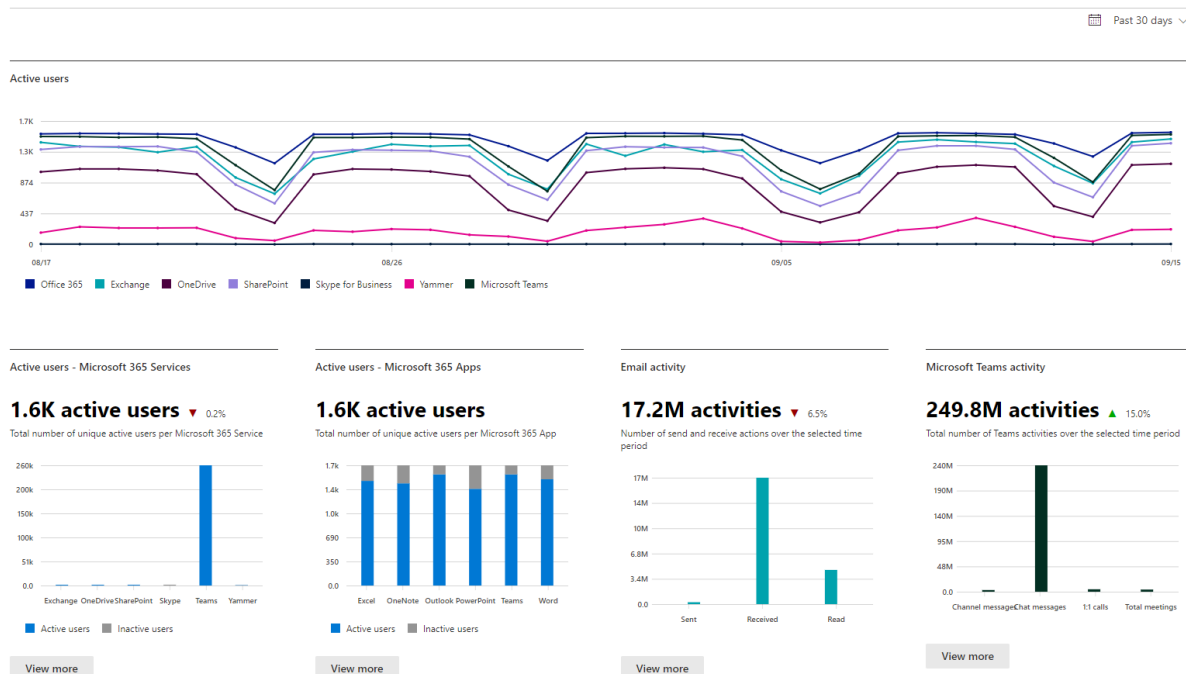 Past 30 days
Active users
1.7K
1.3K
874
437
0
08/17 08/26 09/05 09/15
Office 365 Exchange OneDrive SharePoint Skype for Business Yammer Microsoft Teams
Active users - Microsoft 365 Services
1.6K active users 0.2%
Total number of unique active users per Microsoft 365 Service
260k
200k
150k
100k
51k
0.0
Exchange OneDrive SharePoint Skype Teams Yammer
Active users Inactive users
View more
Active users - Microsoft 365 Apps
1.6K active users
Total number of unique active users per Microsoft 365 App
1.7k
1.4k
1.0k
690
350
0.0
Excel OneNote Outlook PowerPoint Teams Word
Active users Inactive users
View more
Email activity
17.2M activities 6.5%
Number of send and receive actions over the selected time
period
17M
14M
10M
6.8M
3.4M
0.0
Sent Received Read
View more
Microsoft Teams activity
249.8M activities 15.0%
Total number of Teams activities over the selected time period
240M
190M
140M
95M
48M
0.0
Channel messages Chat messages 1:1 calls Total meetings
View more